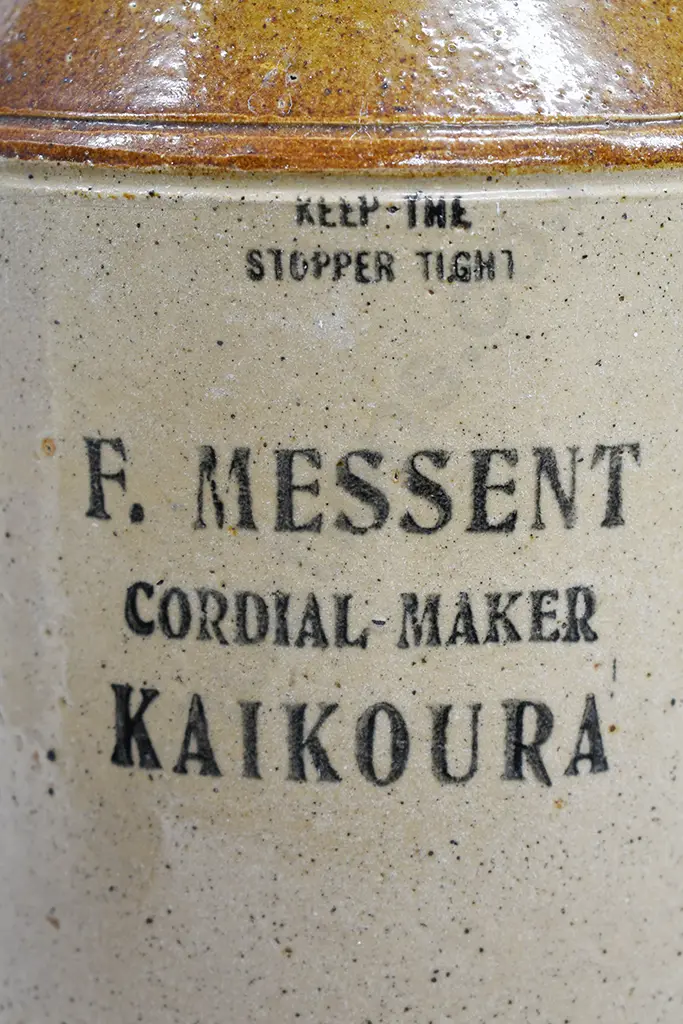 KEEP THE
STOPPER TIGHT
F. MESSENT
CORDIAL-MAKER
KAIKOURA